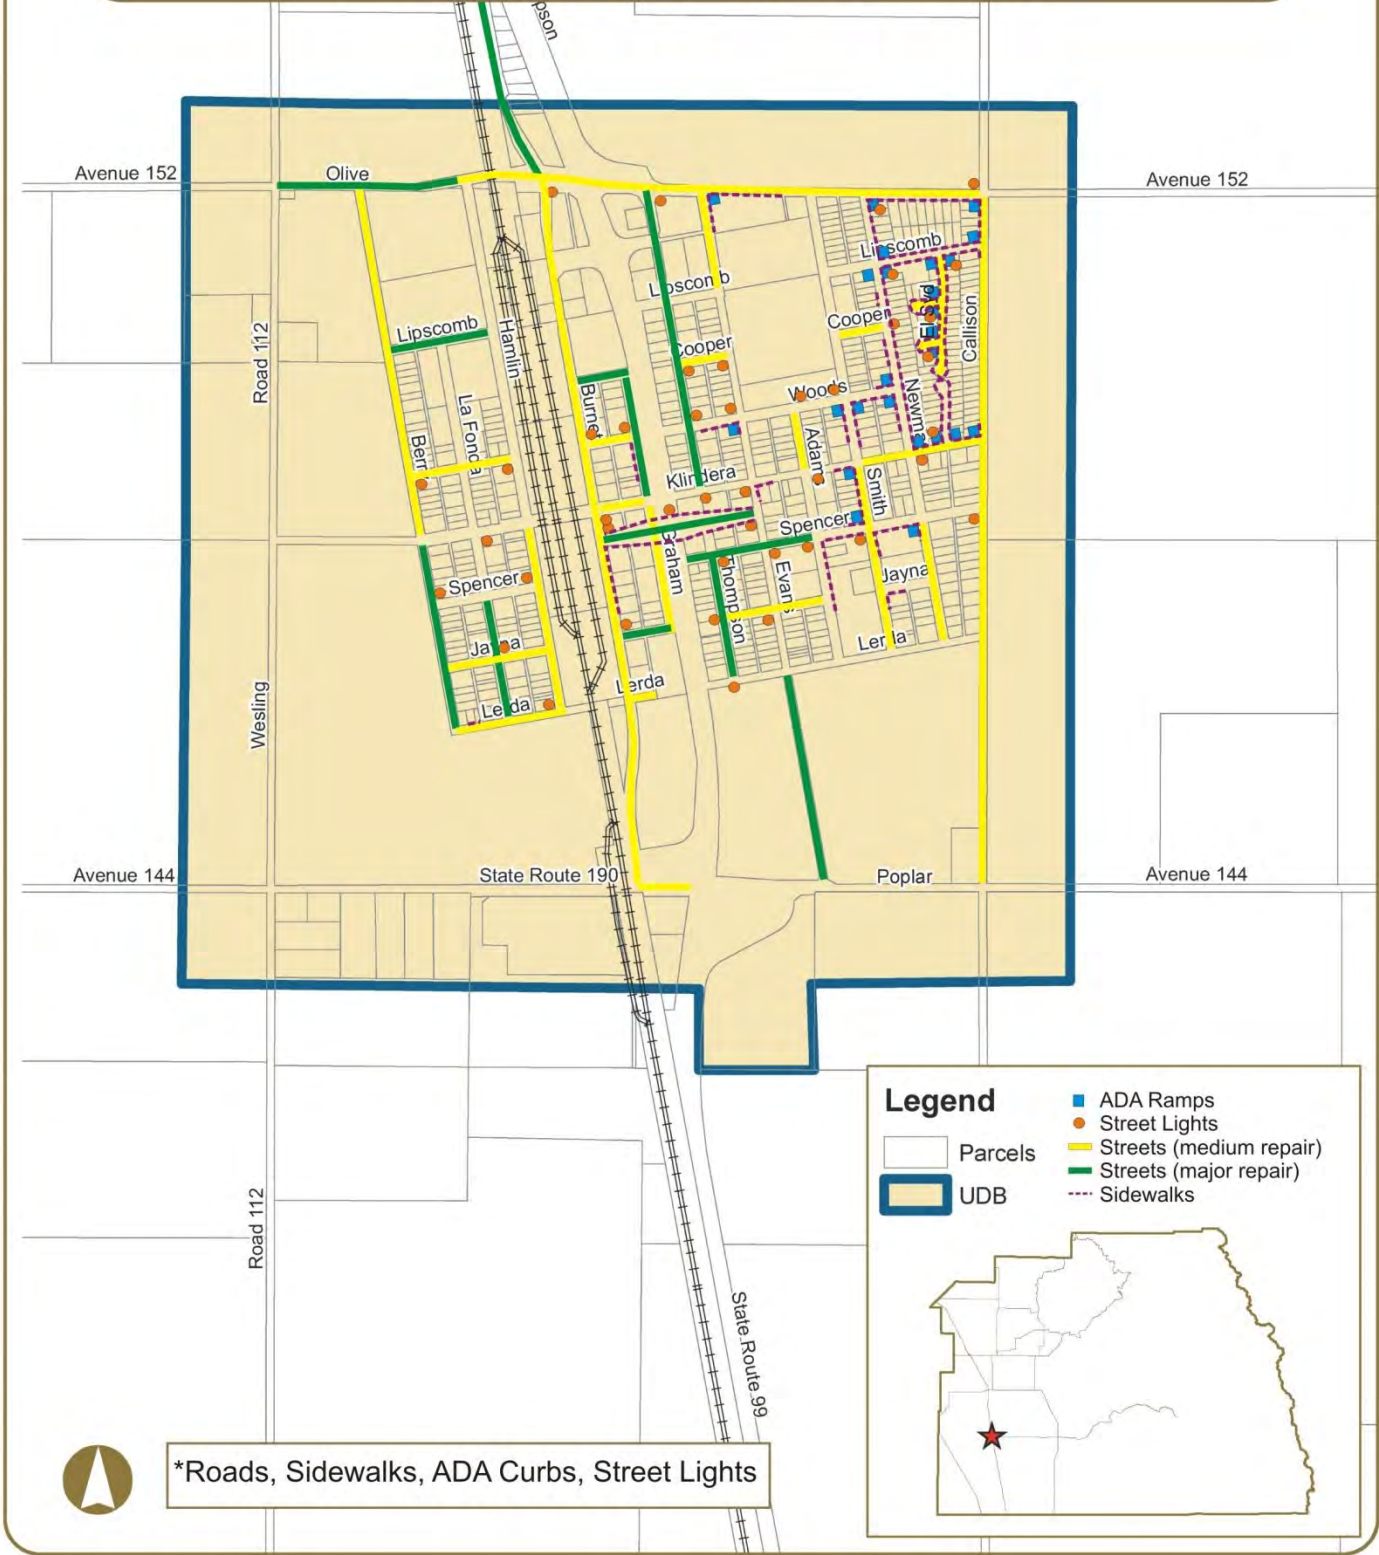 pson
Avenue 152
Olive
Avenue 152
Lipscomb
Lipscomb
Callison
Cooper
Hamlin
Lipscomb
Road 112
Cooper
Woods
Burnet
La Fonda
Adams
Klindera
Smith
Spencer
Graham
Thompson
Evans
Jayna
Spencer
Jayna
Lerda
Lerda
Lerda
Wesling
Avenue 144
State Route 190
Poplar
Avenue 144
Road 112
State Route 99
Legend
Parcels
UDB
ADA Ramps
Street Lights
Streets (medium repair)
Streets (major repair)
Sidewalks
*Roads, Sidewalks, ADA Curbs, Street Lights